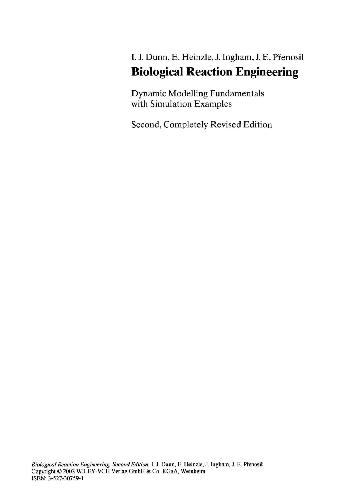 I. J. Dunn, E. Heinzle, J. Ingham, J. E. Přenosil
Biological Reaction Engineering
Dynamic Modelling Fundamentals
with Simulation Examples
Second, Completely Revised Edition
Biological Reaction Engineering, Second Edition. I. J. Dunn, E. Heinzle, J. Ingham, J. E. Přenosil
Copyright © 2003 WILEY-VCH Verlag GmbH & Co. KGaA, Weinheim
ISBN: 3-527-30759-1